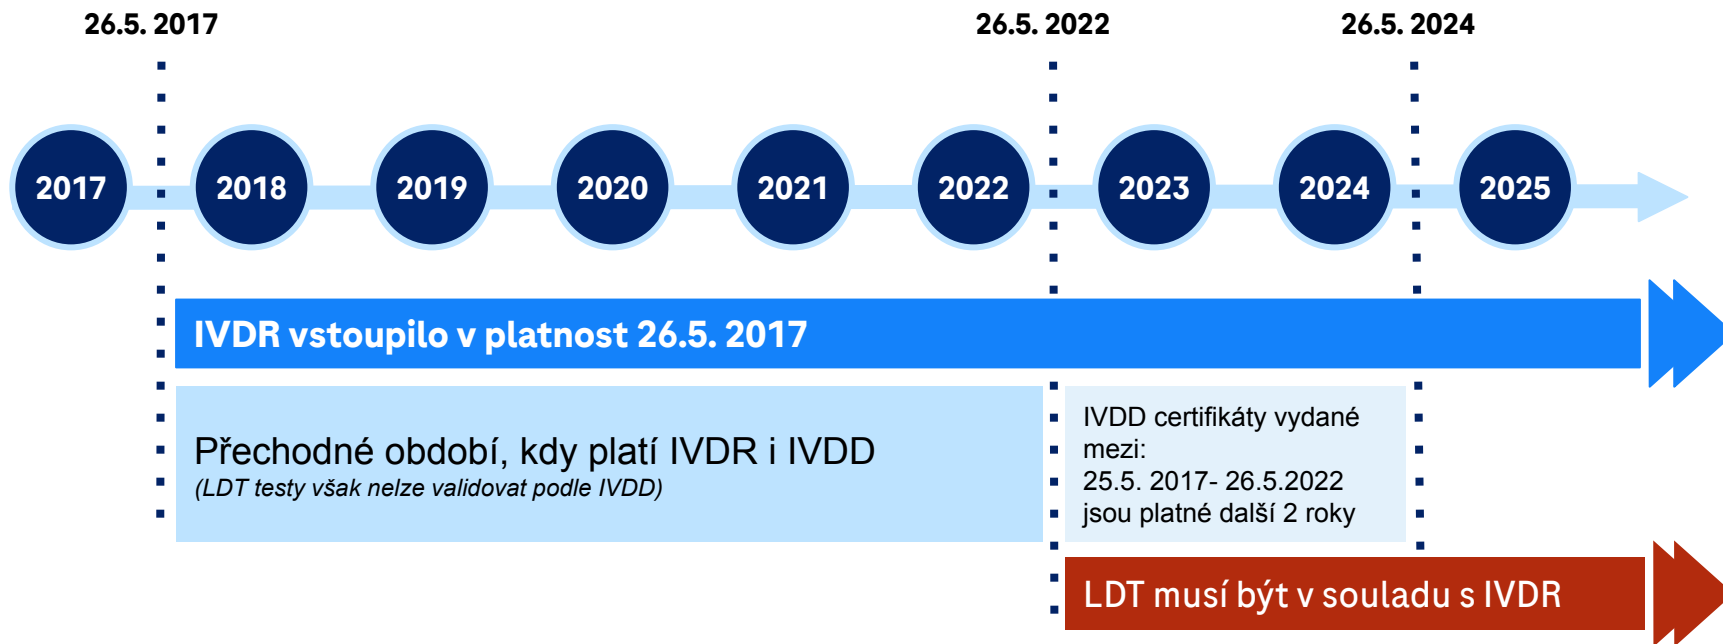 26.5. 2017
26.5. 2022
26.5. 2024
2017
2018
2019
2020
2021
2022
2023
2024
2025
IVDR vstoupilo v platnost 26.5. 2017
Přechodné období, kdy platí IVDR i IVDD
(LDT testy však nelze validovat podle IVDD)
IVDD certifikáty vydané
mezi:
25.5. 2017- 26.5.2022
jsou platné další 2 roky
LDT musí být v souladu s IVDR